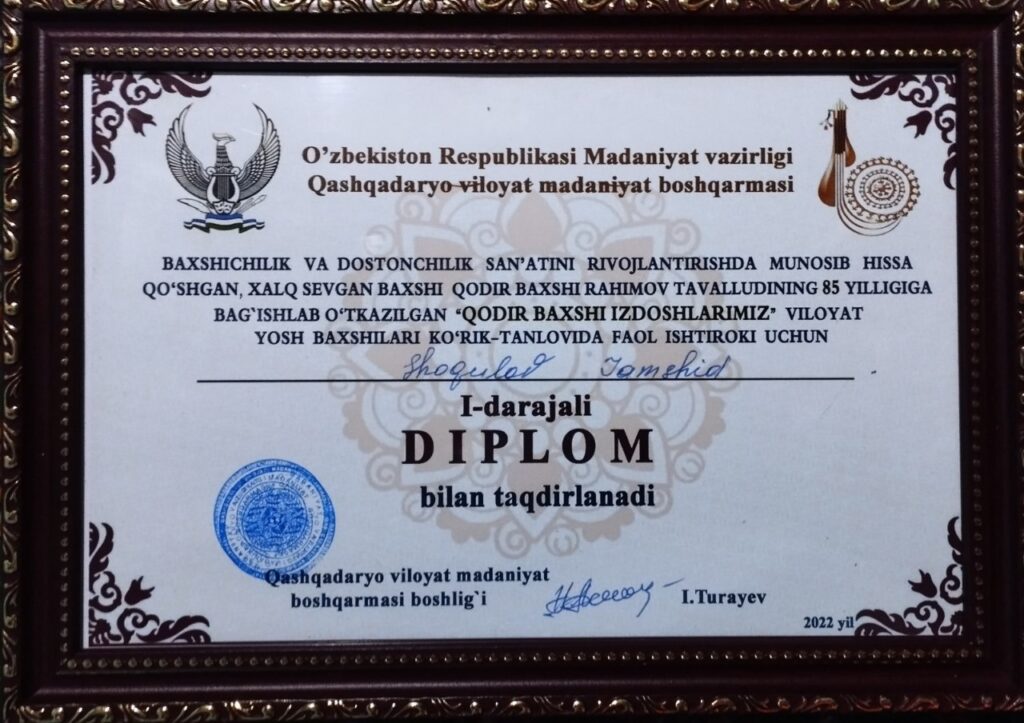 O'zbekiston Respublikasi Madaniyat vazirligi
Qashqadaryo viloyat madaniyat boshqarmasi
BAXSHICHILIK VA DOSTONCHILIK SAN'ATINI RIVOJLANTIRISHDA MUNOSIB HISSA
QO'SHGAN, XALQ SEVGAN BAXSHI QODIR BAXSHI RAHIMOV TAVALLUDINING 85 YILLIGIGA
BAG`ISHLAB O'TKAZILGAN "QODIR BAXSHI IZDOSHLARIMIZ" VILOYAT
YOSH BAXSHILARI KO'RIK-TANLOVIDA FAOL ISHTIROKI UCHUN
Jamshid
I-darajali
DIPLOM
bilan taqdirlanadi
Qashqadaryo viloyat madaniyat
boshqarmasi boshlig`i
I.Turayev
2022 yil